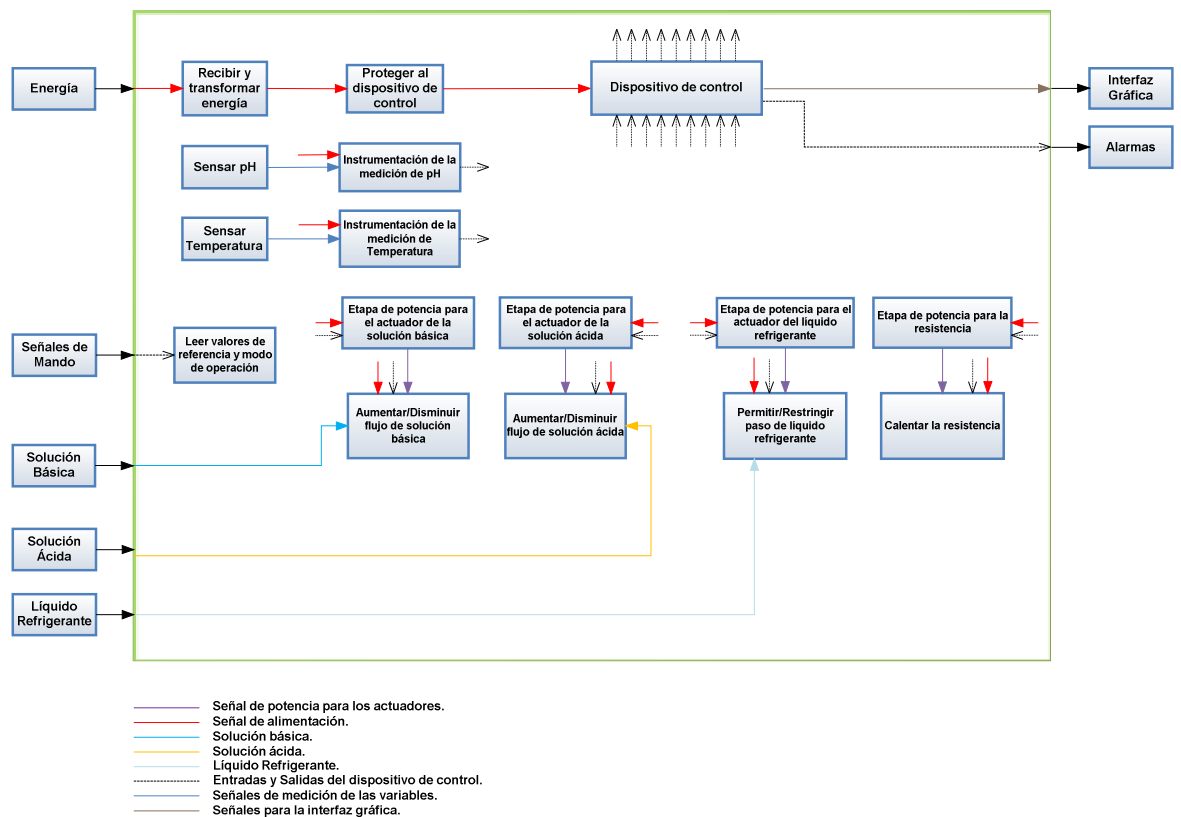 Energía
Recibir y
transformar
energía
Proteger al
dispositivo de
control
Dispositivo de control
Interfaz
Gráfica
Alarmas
Sensar pH
Instrumentación de la
medición de pH
Sensar
Temperatura
Instrumentación de la
medición de
Temperatura
Señales de
Mando
Leer valores de
referencia y modo
de operación
Etapa de potencia para
el actuador de la
solución básica
Etapa de potencia para
el actuador de la
solución ácida
Etapa de potencia para el
actuador del líquido
refrigerante
Etapa de potencia para la
resistencia
Aumentar/Disminuir
flujo de solución
básica
Aumentar/Disminuir
flujo de solución ácida
Permitir/Restringir
paso de liquido
refrigerante
Calentar la resistencia
Solución
Básica
Solución
Ácida
Líquido
Refrigerante
Señal de potencia para los actuadores.
Señal de alimentación.
Solución básica.
Solución ácida.
Líquido Refrigerante.
Entradas y Salidas del dispositivo de control.
Señales de medición de las variables.
Señales para la interfaz gráfica.